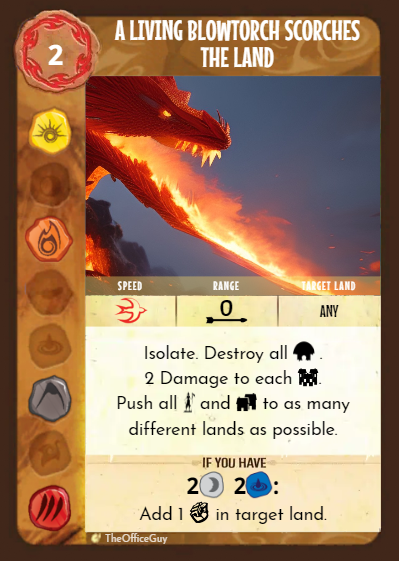 2
A LIVING BLOWTORCH SCORCHES
THE LAND
SPEED RANGE TARGET LAND
0 ANY
Isolate. Destroy all .
2 Damage to each .
Push all and to as many
different lands as possible.
IF YOU HAVE
2 2 :
Add 1 in target land.
TheOfficeGuy